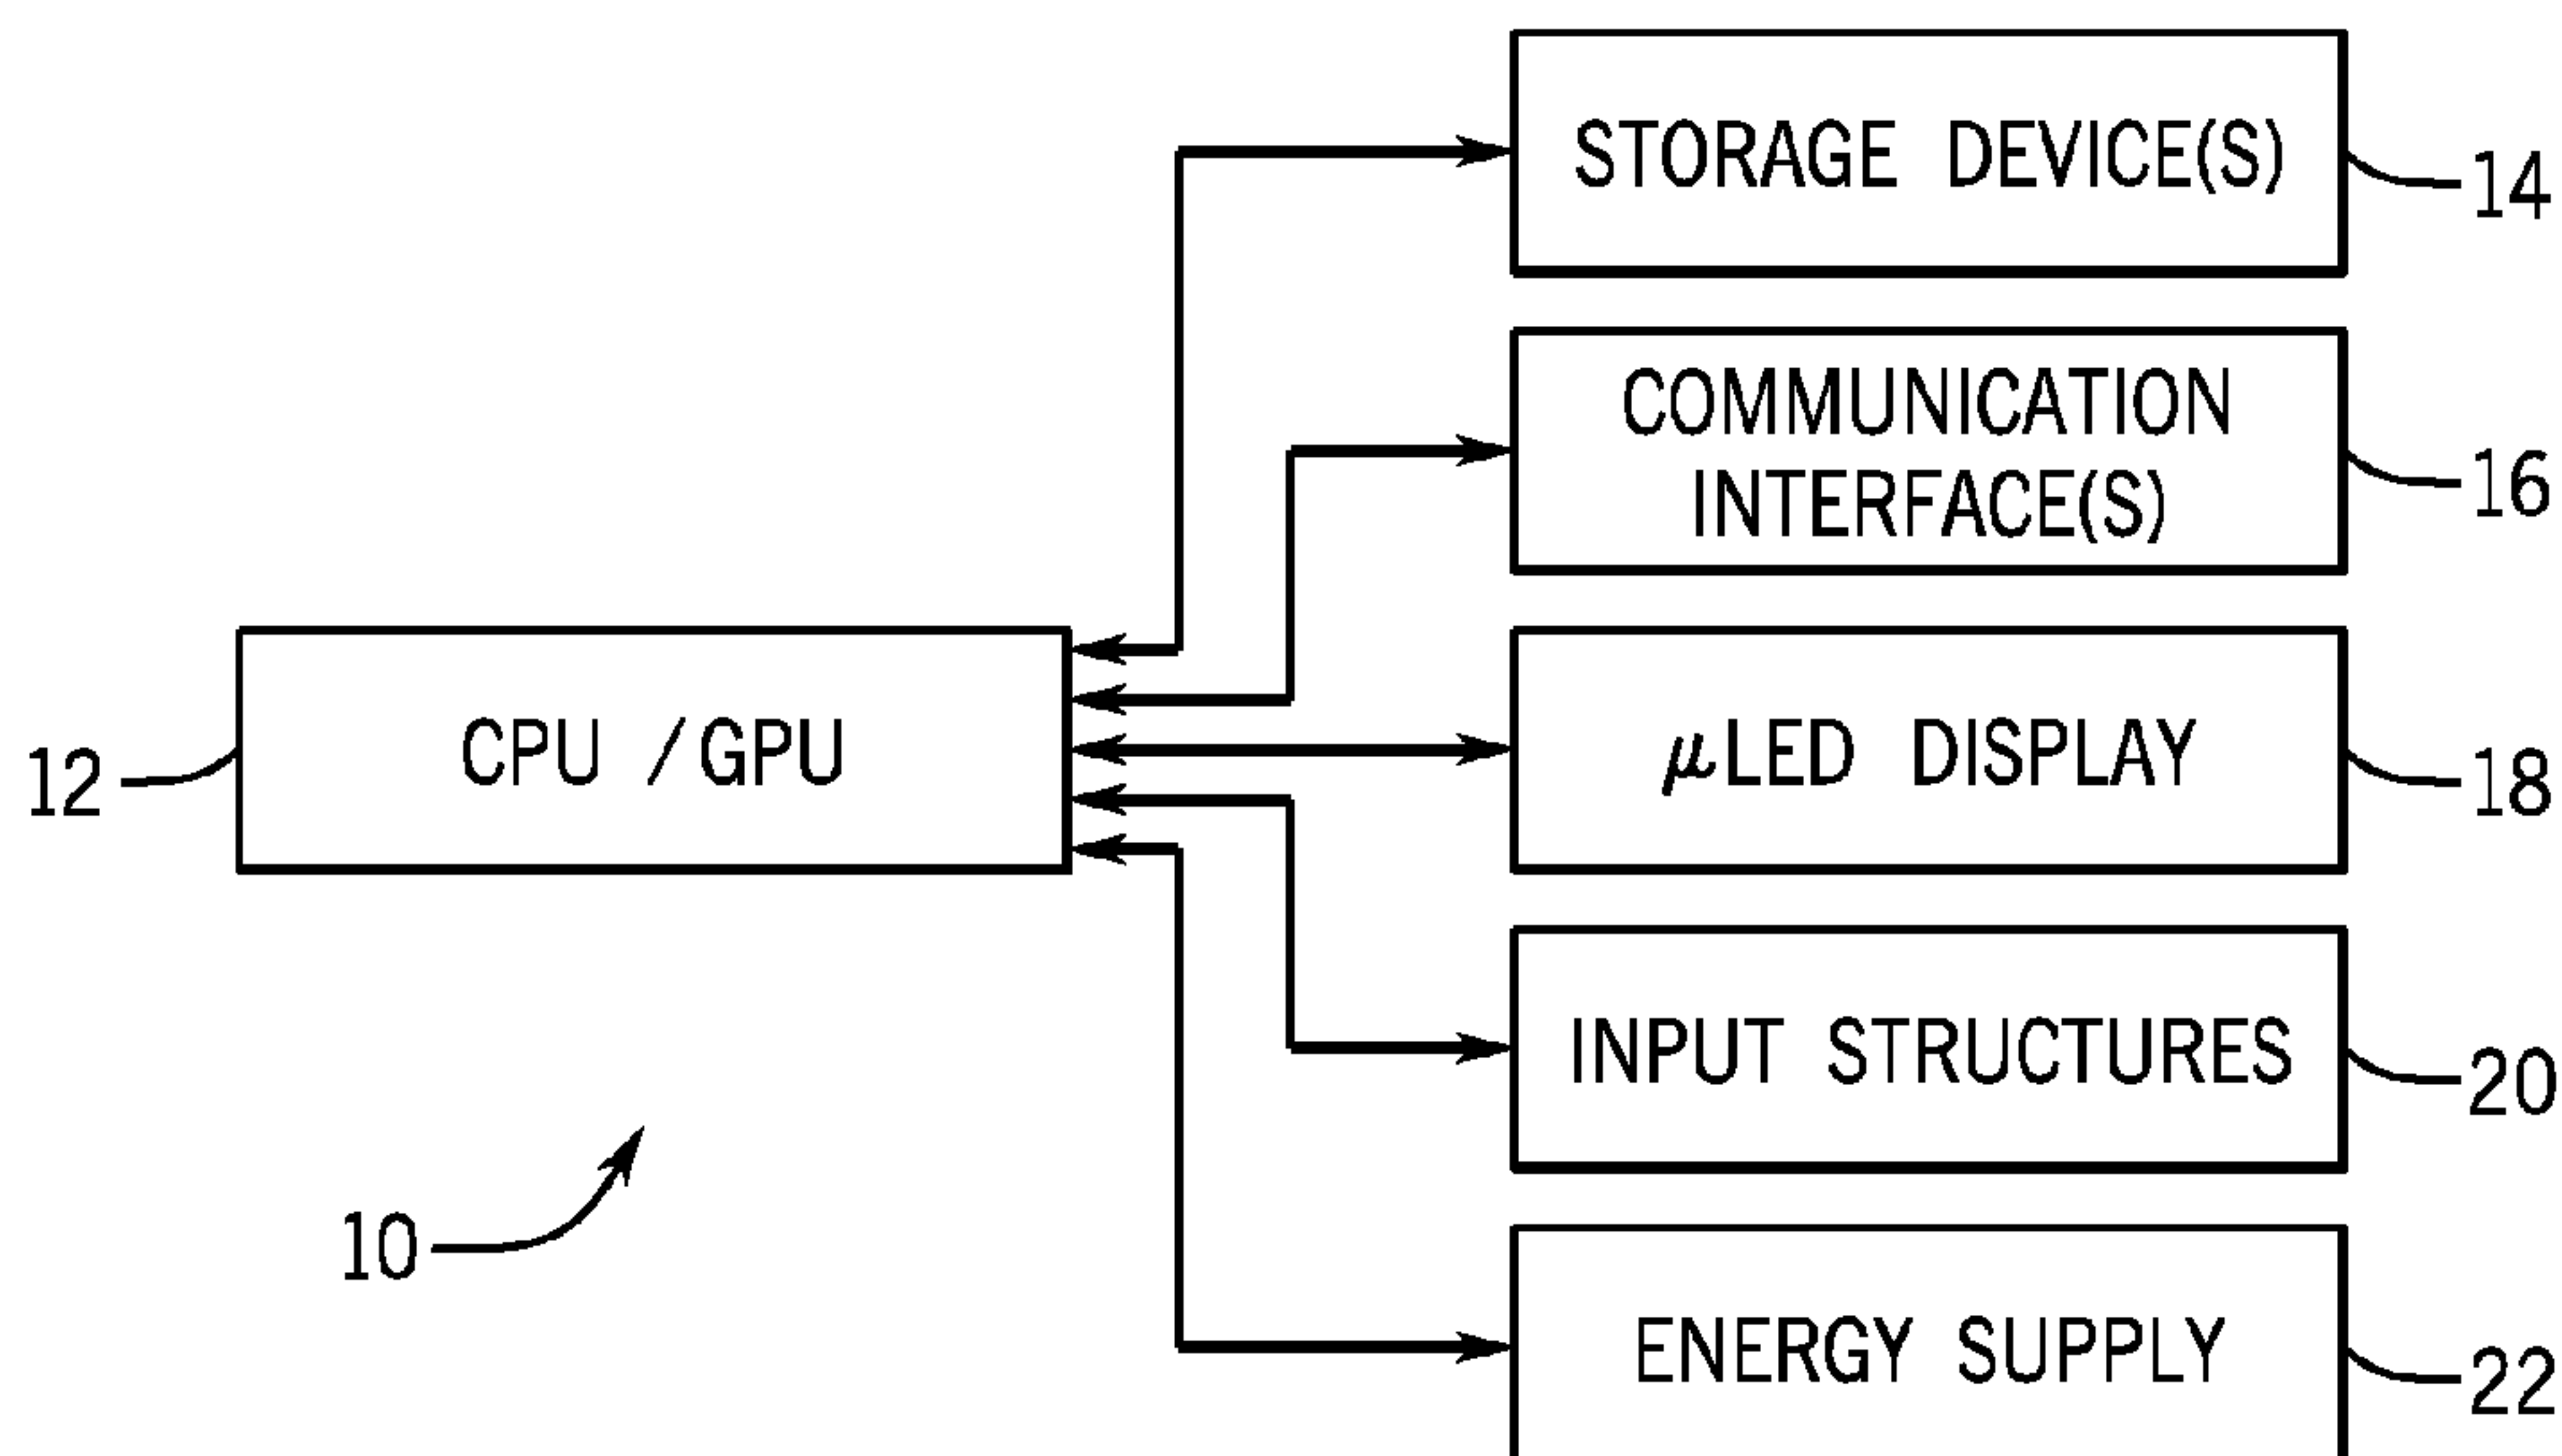 STORAGE DEVICE(S)
14
COMMUNICATION
INTERFACE(S)
16
12
CPU /GPU
μLED DISPLAY
18
INPUT STRUCTURES
20
10
ENERGY SUPPLY
22